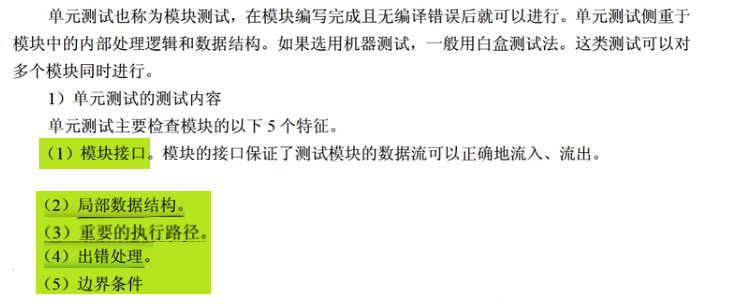 单元测试也称为模块测试，在模块编写完成且无编译错误后就可以进行。单元测试侧重于
模块中的内部处理逻辑和数据结构。如果选用机器测试，一般用白盒测试法。这类测试可以对
多个模块同时进行。
1）单元测试的测试内容
单元测试主要检查模块的以下 5 个特征。
（1）模块接口。模块的接口保证了测试模块的数据流可以正确地流入、流出。
（2）局部数据结构。
（3）重要的执行路径。
（4）出错处理。
（5）边界条件